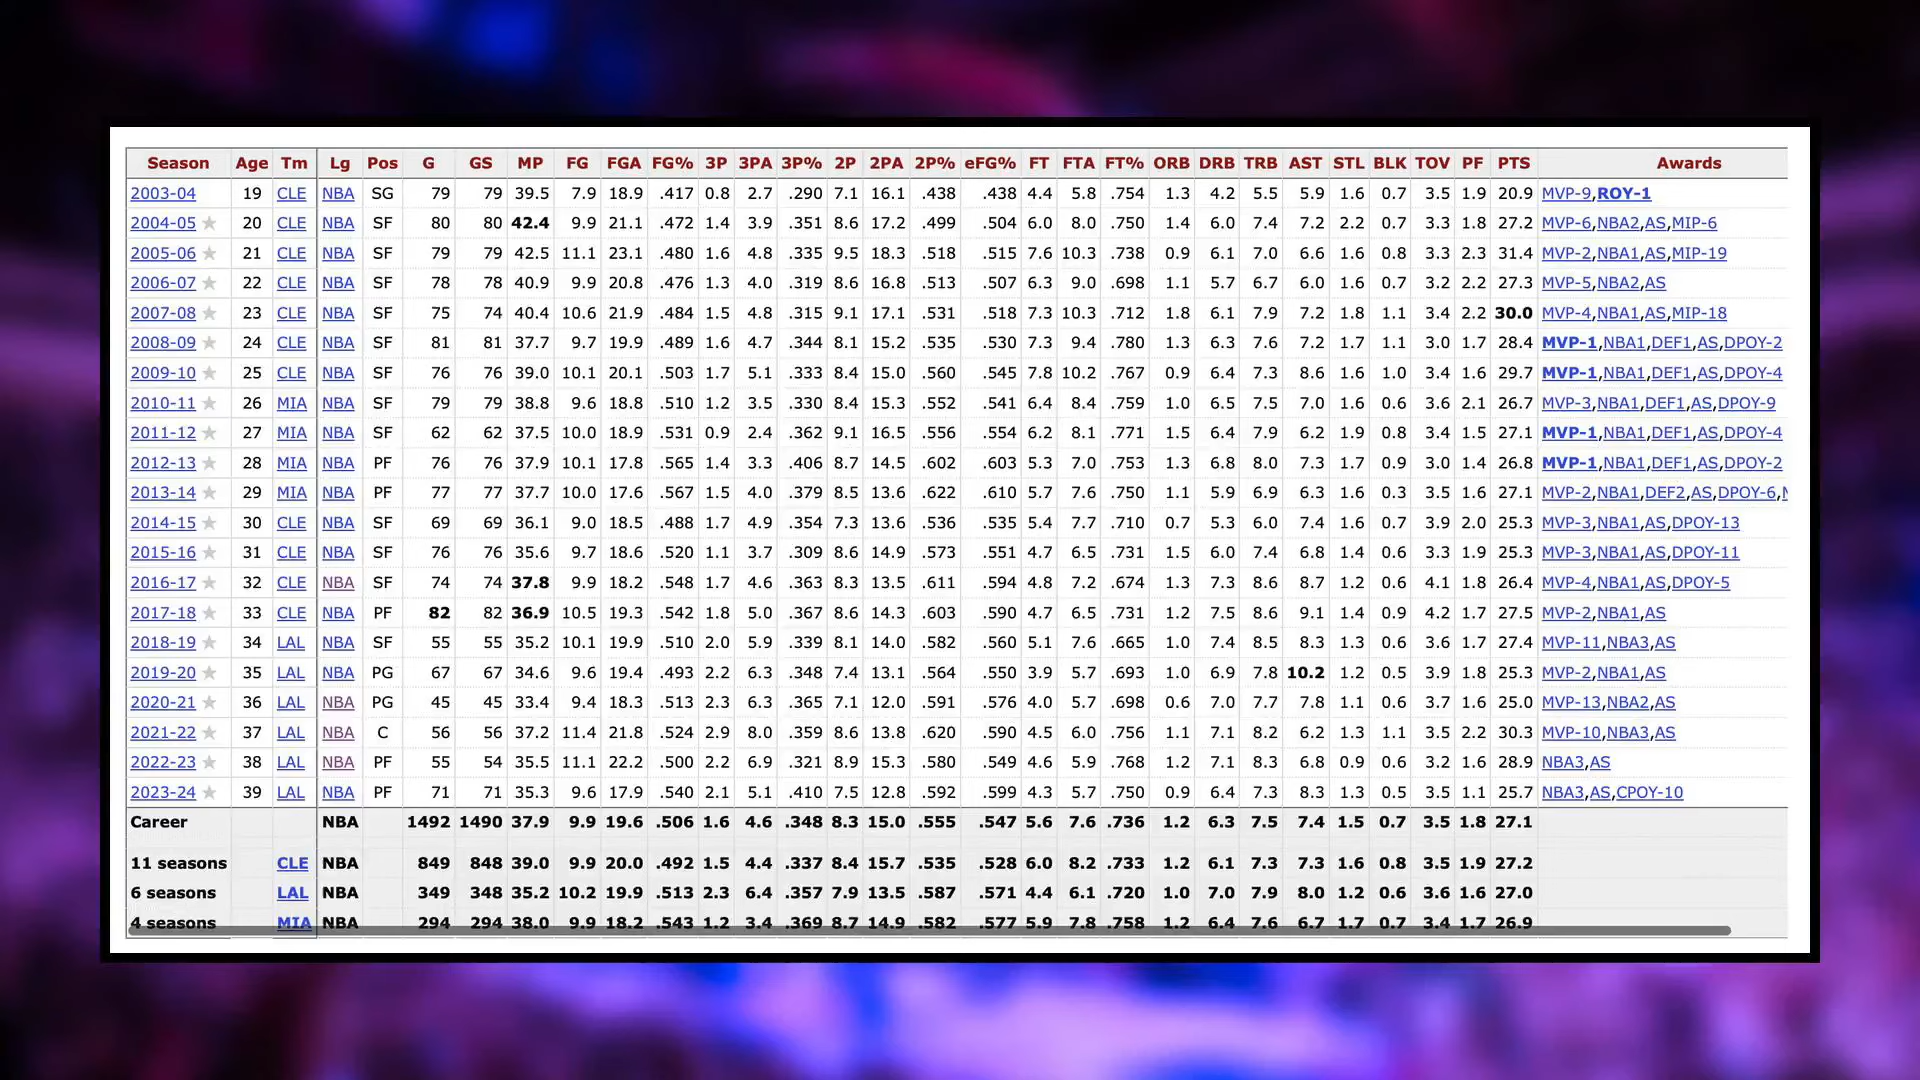 Season Age Tm Lg Pos G GS MP FG FGA FG% 3P 3PA 3P% 2P 2PA 2P% eFG% FT FTA FT% ORB DRB TRB AST STL BLK TOV PF PTS Awards
2003-04 19 CLE NBA SG 79 79 39.5 7.9 18.9 .417 0.8 2.7 .290 7.1 16.1 .438 .438 4.4 5.8 .754 1.3 4.2 5.5 5.9 1.6 0.7 3.5 1.9 20.9 MVP-9,ROY-1
2004-05 ★ 20 CLE NBA SF 80 80 42.4 9.9 21.1 .472 1.4 3.9 .351 8.6 17.2 .499 .504 6.0 8.0 .750 1.4 6.0 7.4 7.2 2.2 0.7 3.3 1.8 27.2 MVP-6,NBA2,AS,MIP-6
2005-06 ★ 21 CLE NBA SF 79 79 42.5 11.1 23.1 .480 1.6 4.8 .335 9.5 18.3 .518 .515 7.6 10.3 .738 0.9 6.1 7.0 6.6 1.6 0.8 3.3 2.3 31.4 MVP-2,NBA1,AS,MIP-19
2006-07 ★ 22 CLE NBA SF 78 78 40.9 9.9 20.8 .476 1.3 4.0 .319 8.6 16.8 .513 .507 6.3 9.0 .698 1.1 5.7 6.7 6.0 1.6 0.7 3.2 2.2 27.3 MVP-5,NBA2,AS
2007-08 ★ 23 CLE NBA SF 75 74 40.4 10.6 21.9 .484 1.5 4.8 .315 9.1 17.1 .531 .518 7.3 10.3 .712 1.8 6.1 7.9 7.2 1.8 1.1 3.4 2.2 30.0 MVP-4,NBA1,AS,MIP-18
2008-09 ★ 24 CLE NBA SF 81 81 37.7 9.7 19.9 .489 1.6 4.7 .344 8.1 15.2 .535 .530 7.3 9.4 .780 1.3 6.3 7.6 7.2 1.7 1.1 3.0 1.7 28.4 MVP-1,NBA1,DEF1,AS,DPOY-2
2009-10 ★ 25 CLE NBA SF 76 76 39.0 10.1 20.1 .503 1.7 5.1 .333 8.4 15.0 .560 .545 7.8 10.2 .767 0.9 6.4 7.3 8.6 1.6 1.0 3.4 1.6 29.7 MVP-1,NBA1,DEF1,AS,DPOY-4
2010-11 ★ 26 MIA NBA SF 79 79 38.8 9.6 18.8 .510 1.2 3.5 .330 8.4 15.3 .552 .541 6.4 8.4 .759 1.0 6.5 7.5 7.0 1.6 0.6 3.6 2.1 26.7 MVP-3,NBA1,DEF1,AS,DPOY-9
2011-12 ★ 27 MIA NBA SF 62 62 37.5 10.0 18.9 .531 0.9 2.4 .362 9.1 16.5 .556 .554 6.2 8.1 .771 1.5 6.4 7.9 6.2 1.9 0.8 3.4 1.5 27.1 MVP-1,NBA1,DEF1,AS,DPOY-4
2012-13 ★ 28 MIA NBA PF 76 76 37.9 10.1 17.8 .565 1.4 3.3 .406 8.7 14.5 .602 .603 5.3 7.0 .753 1.3 6.8 8.0 7.3 1.7 0.9 3.0 1.4 26.8 MVP-1,NBA1,DEF1,AS,DPOY-2
2013-14 ★ 29 MIA NBA PF 77 77 37.7 10.0 17.6 .567 1.5 4.0 .379 8.5 13.6 .622 .610 5.7 7.6 .750 1.1 5.9 6.9 6.3 1.6 0.3 3.5 1.6 27.1 MVP-2,NBA1,DEF2,AS,DPOY-6,
2014-15 ★ 30 CLE NBA SF 69 69 36.1 9.0 18.5 .488 1.7 4.9 .354 7.3 13.6 .536 .535 5.4 7.7 .710 0.7 5.3 6.0 7.4 1.6 0.7 3.9 2.0 25.3 MVP-3,NBA1,AS,DPOY-13
2015-16 ★ 31 CLE NBA SF 76 76 35.6 9.7 18.6 .520 1.1 3.7 .309 8.6 14.9 .573 .551 4.7 6.5 .731 1.5 6.0 7.4 6.8 1.4 0.6 3.3 1.9 25.3 MVP-3,NBA1,AS,DPOY-11
2016-17 ★ 32 CLE NBA SF 74 74 37.8 9.9 18.2 .548 1.7 4.6 .363 8.3 13.5 .611 .594 4.8 7.2 .674 1.3 7.3 8.6 8.7 1.2 0.6 4.1 1.8 26.4 MVP-4,NBA1,AS,DPOY-5
2017-18 ★ 33 CLE NBA PF 82 82 36.9 10.5 19.3 .542 1.8 5.0 .367 8.6 14.3 .603 .590 4.7 6.5 .731 1.2 7.5 8.6 9.1 1.4 0.9 4.2 1.7 27.5 MVP-2,NBA1,AS
2018-19 ★ 34 LAL NBA SF 55 55 35.2 10.1 19.9 .510 2.0 5.9 .339 8.1 14.0 .582 .560 5.1 7.6 .665 1.0 7.4 8.5 8.3 1.3 0.6 3.6 1.7 27.4 MVP-11,NBA3,AS
2019-20 ★ 35 LAL NBA PG 67 67 34.6 9.6 19.4 .493 2.2 6.3 .348 7.4 13.1 .564 .550 3.9 5.7 .693 1.0 6.9 7.8 10.2 1.2 0.5 3.9 1.8 25.3 MVP-2,NBA1,AS
2020-21 ★ 36 LAL NBA PG 45 45 33.4 9.4 18.3 .513 2.3 6.3 .365 7.1 12.0 .591 .576 4.0 5.7 .698 0.6 7.0 7.7 7.8 1.1 0.6 3.7 1.6 25.0 MVP-13,NBA2,AS
2021-22 ★ 37 LAL NBA C 56 56 37.2 11.4 21.8 .524 2.9 8.0 .359 8.6 13.8 .620 .590 4.5 6.0 .756 1.1 7.1 8.2 6.2 1.3 1.1 3.5 2.2 30.3 MVP-10,NBA3,AS
2022-23 ★ 38 LAL NBA PF 55 54 35.5 11.1 22.2 .500 2.2 6.9 .321 8.9 15.3 .580 .549 4.6 5.9 .768 1.2 7.1 8.3 6.8 0.9 0.6 3.2 1.6 28.9 NBA3,AS
2023-24 ★ 39 LAL NBA PF 71 71 35.3 9.6 17.9 .540 2.1 5.1 .410 7.5 12.8 .592 .599 4.3 5.7 .750 0.9 6.4 7.3 8.3 1.3 0.5 3.5 1.1 25.7 NBA3,AS,CPOY-10
Career NBA 1492 1490 37.9 9.9 19.6 .506 1.6 4.6 .348 8.3 15.0 .555 .547 5.6 7.6 .736 1.2 6.3 7.5 7.4 1.5 0.7 3.5 1.8 27.1
11 seasons CLE NBA 849 848 39.0 9.9 20.0 .492 1.5 4.4 .337 8.4 15.7 .535 .528 6.0 8.2 .733 1.2 6.1 7.3 7.3 1.6 0.8 3.5 1.9 27.2
6 seasons LAL NBA 349 348 35.2 10.2 19.9 .513 2.3 6.4 .357 7.9 13.5 .587 .571 4.4 6.1 .720 1.0 7.0 7.9 8.0 1.2 0.6 3.6 1.6 27.0
4 seasons MIA NBA 294 294 38.0 9.9 18.2 .543 1.2 3.4 .369 8.7 14.9 .582 .577 5.9 7.8 .758 1.2 6.4 7.6 6.7 1.7 0.7 3.4 1.7 26.9